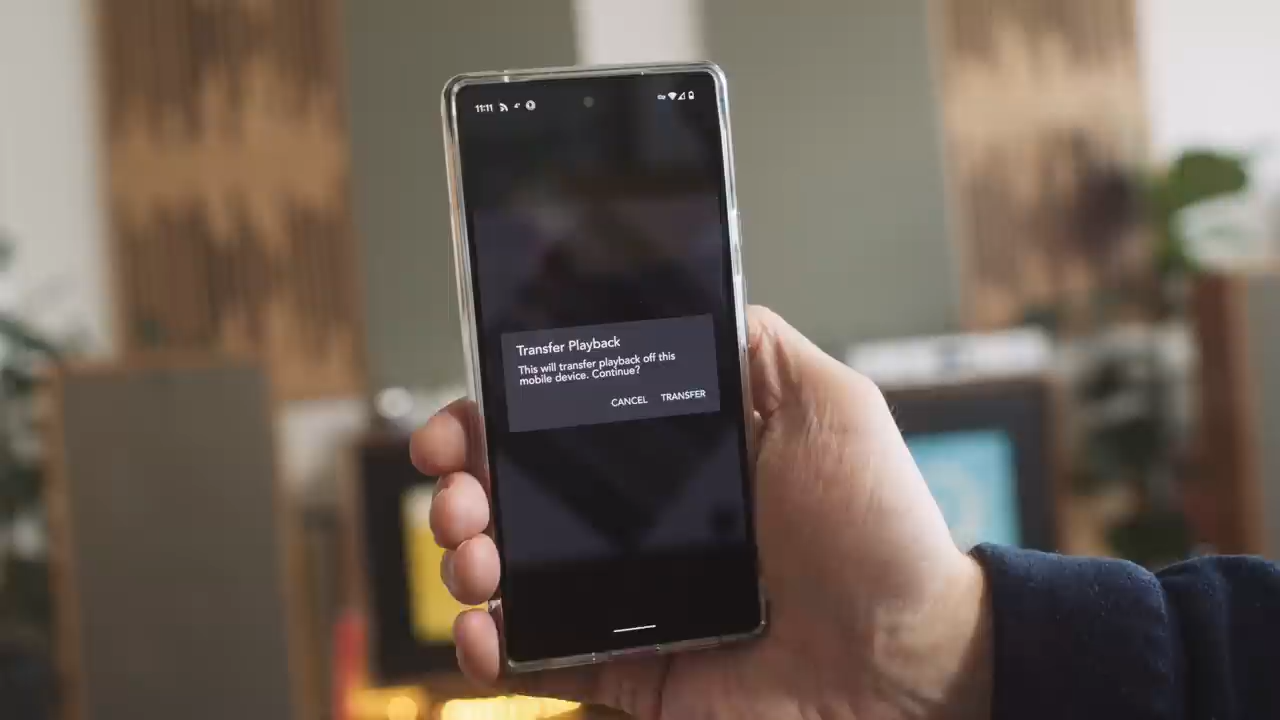 11:11
Transfer Playback
This will transfer playback off this
mobile device. Continue?
CANCEL TRANSFER